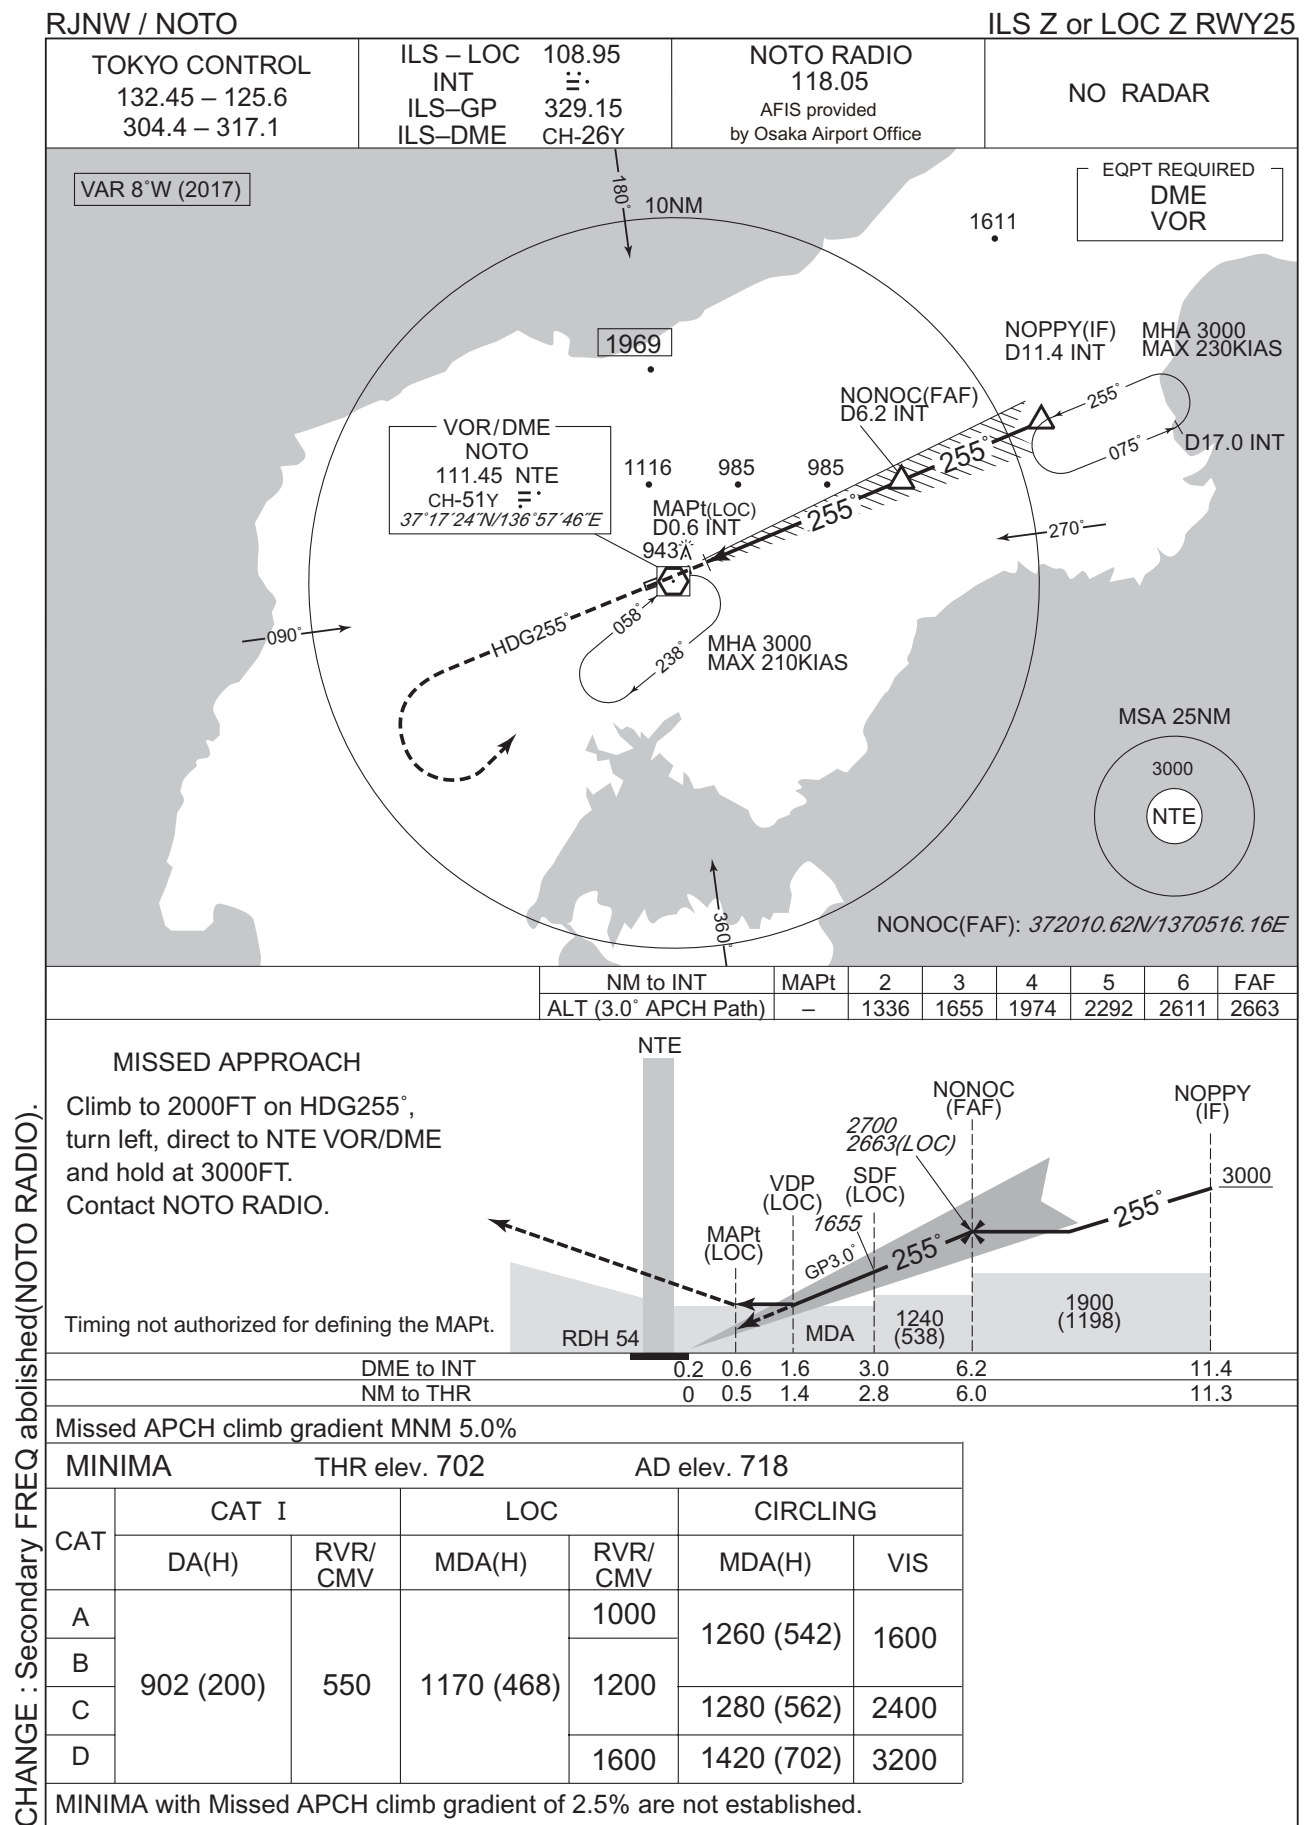 RJNW / NOTO
ILS Z or LOC Z RWY25
TOKYO CONTROL
132.45 – 125.6
304.4 – 317.1
ILS – LOC 108.95
INT
ILS–GP 329.15
ILS–DME CH-26Y
NOTO RADIO
118.05
AFIS provided
by Osaka Airport Office
NO RADAR
VAR 8°W (2017)
180°
10NM
1611
EQPT REQUIRED
DME
VOR
1969
NOPPY(IF)
D11.4 INT
MHA 3000
MAX 230KIAS
NONOC(FAF)
D6.2 INT
255°
075°
D17.0 INT
255°
255°
VOR/DME
NOTO
111.45 NTE
CH-51Y
37°17´24˝N/136°57´46˝E
1116
985
985
MAPt(LOC)
D0.6 INT
943
270°
090°
HDG255°
058°
238°
MHA 3000
MAX 210KIAS
MSA 25NM
3000
NTE
360°
NONOC(FAF): 372010.62N/1370516.16E
NM to INT MAPt 2 3 4 5 6 FAF
ALT (3.0° APCH Path) – 1336 1655 1974 2292 2611 2663
MISSED APPROACH
Climb to 2000FT on HDG255°,
turn left, direct to NTE VOR/DME
and hold at 3000FT.
Contact NOTO RADIO.
Timing not authorized for defining the MAPt.
NTE
NONOC
(FAF)
NOPPY
(IF)
2700
2663(LOC)
SDF
(LOC)
VDP
(LOC)
1655
MAPt
(LOC)
3000
255°
255°
GP3.0°
RDH 54
MDA
1240
(538)
1900
(1198)
DME to INT 0.2 0.6 1.6 3.0 6.2 11.4
NM to THR 0 0.5 1.4 2.8 6.0 11.3
Missed APCH climb gradient MNM 5.0%
MINIMA THR elev. 702 AD elev. 718
CAT CAT I LOC CIRCLING
DA(H) RVR/CMV MDA(H) RVR/CMV MDA(H) VIS
A 1000
1260 (542) 1600
B
902 (200) 550 1170 (468) 1200
C 1280 (562) 2400
D 1600 1420 (702) 3200
MINIMA with Missed APCH climb gradient of 2.5% are not established.
CHANGE : Secondary FREQ abolished(NOTO RADIO).